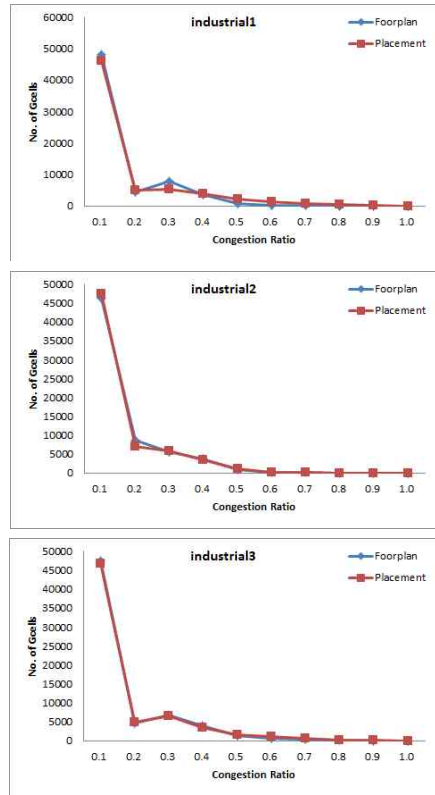 industrial1
Foorplan
Placement
No. of Gcells
60000
50000
40000
30000
20000
10000
0
0.1 0.2 0.3 0.4 0.5 0.6 0.7 0.8 0.9 1.0
Congestion Ratio
industrial2
Foorplan
Placement
No. of Gcells
50000
45000
40000
35000
30000
25000
20000
15000
10000
5000
0
0.1 0.2 0.3 0.4 0.5 0.6 0.7 0.8 0.9 1.0
Congestion Ratio
industrial3
Foorplan
Placement
No. of Gcells
50000
45000
40000
35000
30000
25000
20000
15000
10000
5000
0
0.1 0.2 0.3 0.4 0.5 0.6 0.7 0.8 0.9 1.0
Congestion Ratio